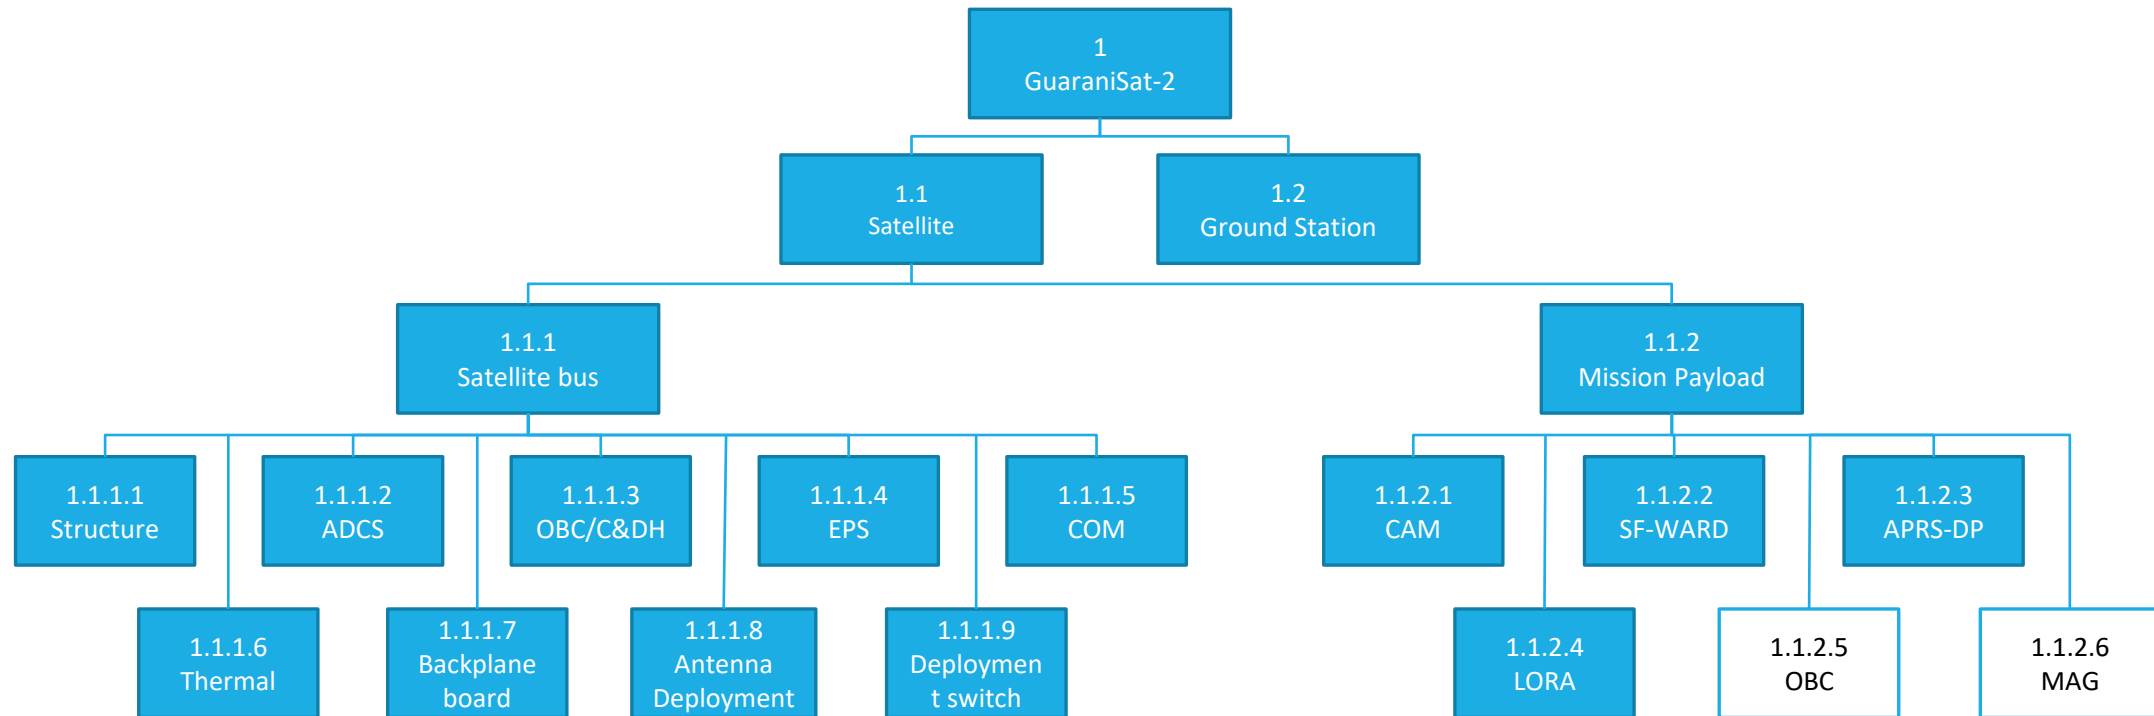 1
GuaraniSat-2
1.1
Satellite
1.2
Ground Station
1.1.1
Satellite bus
1.1.2
Mission Payload
1.1.1.1
Structure
1.1.1.2
ADCS
1.1.1.3
OBC/C&DH
1.1.1.4
EPS
1.1.1.5
COM
1.1.2.1
CAM
1.1.2.2
SF-WARD
1.1.2.3
APRS-DP
1.1.1.6
Thermal
1.1.1.7
Backplane
board
1.1.1.8
Antenna
Deployment
1.1.1.9
Deploymen
t switch
1.1.2.4
LORA
1.1.2.5
OBC
1.1.2.6
MAG